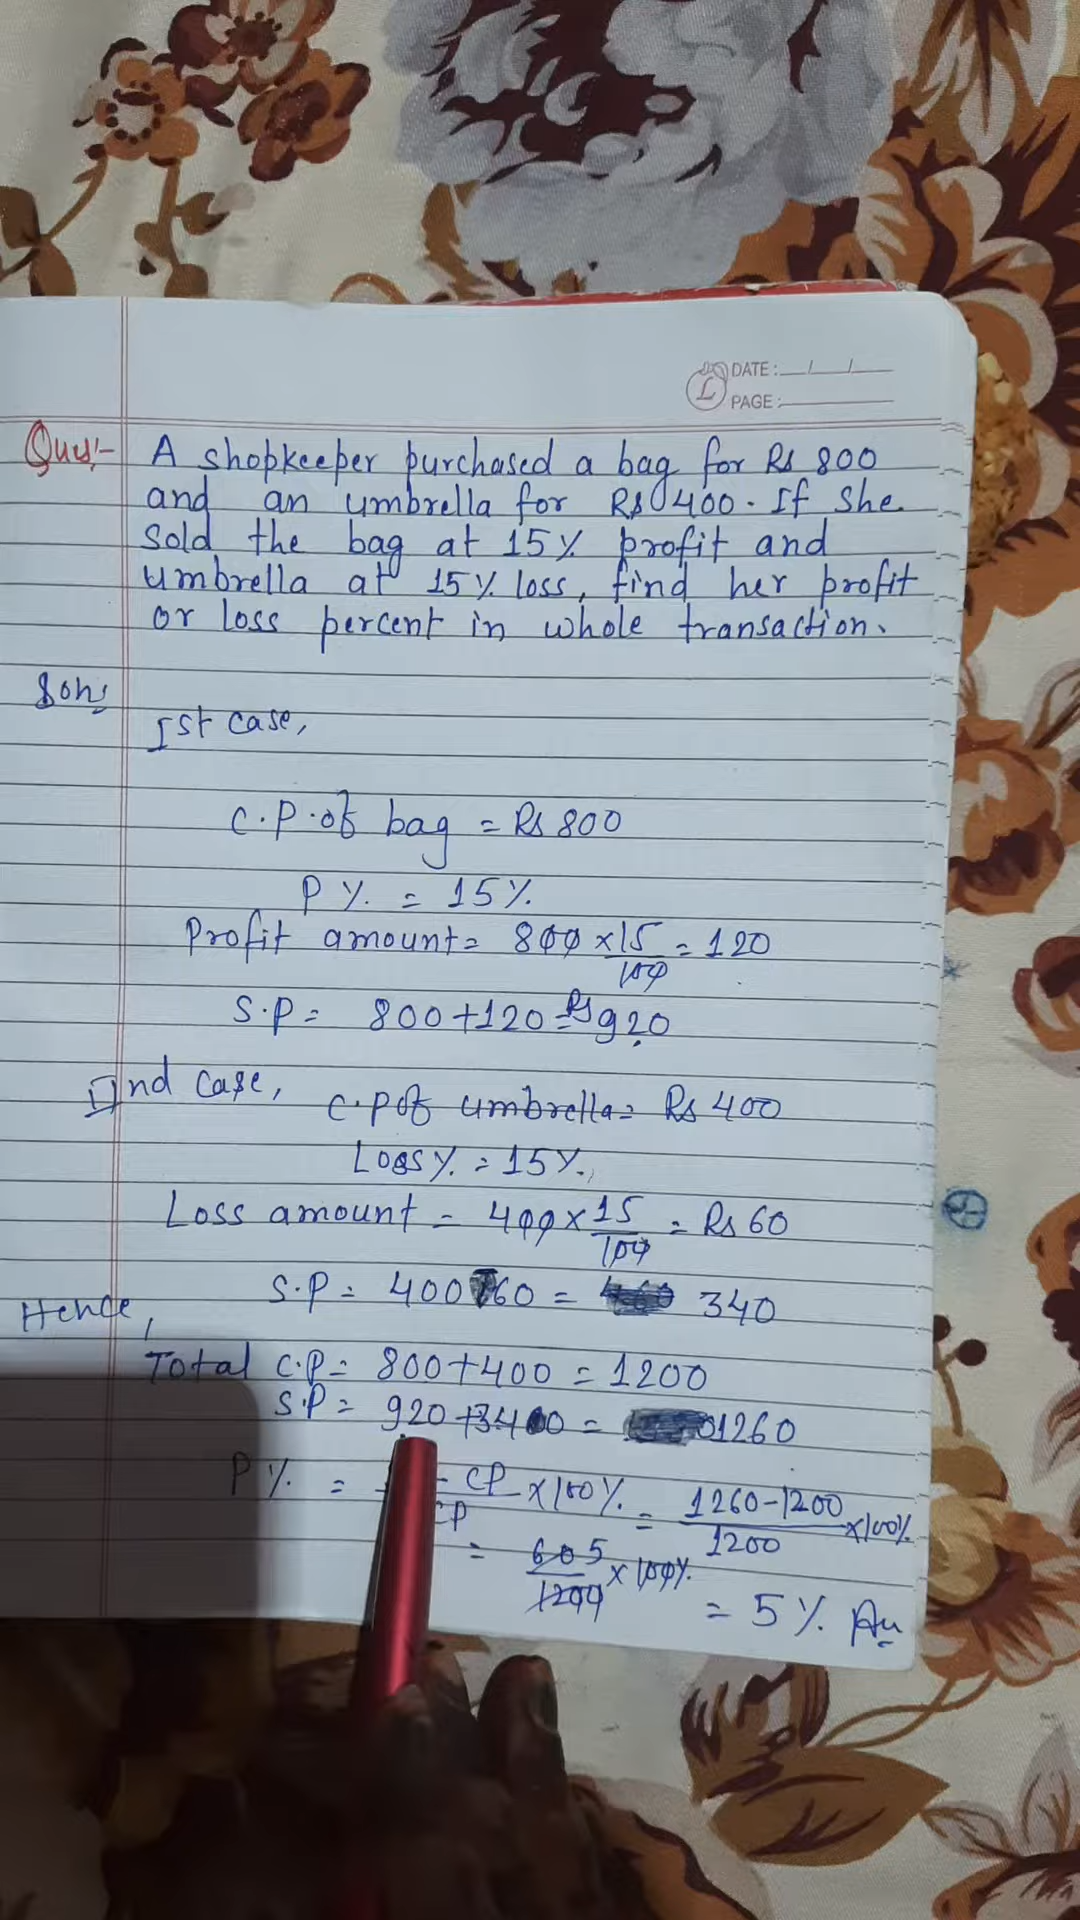 DATE : / /
PAGE :
Ques:- A shopkeeper purchased a bag for Rs 800
and an umbrella for Rs 400. If she
sold the bag at 15% profit and
umbrella at 15% loss, find her profit
or loss percent in whole transaction.
Soln,
Ist case,
C.P. of bag = Rs 800
P % = 15%
Profit amount = 800 × 15/100 = 120
S.P = 800+120 = Rs 920
IInd case,
C.P of umbrella = Rs 400
Loss % = 15%
Loss amount = 400 × 15/100 = Rs 60
S.P = 400 60 = 340
Hence,
Total C.P = 800+400 = 1200
S.P = 920+340 = 1260
P % = - CP × 100% = 1260-1200/1200 × 100%
= 60 5/1200 × 100%
= 5% An